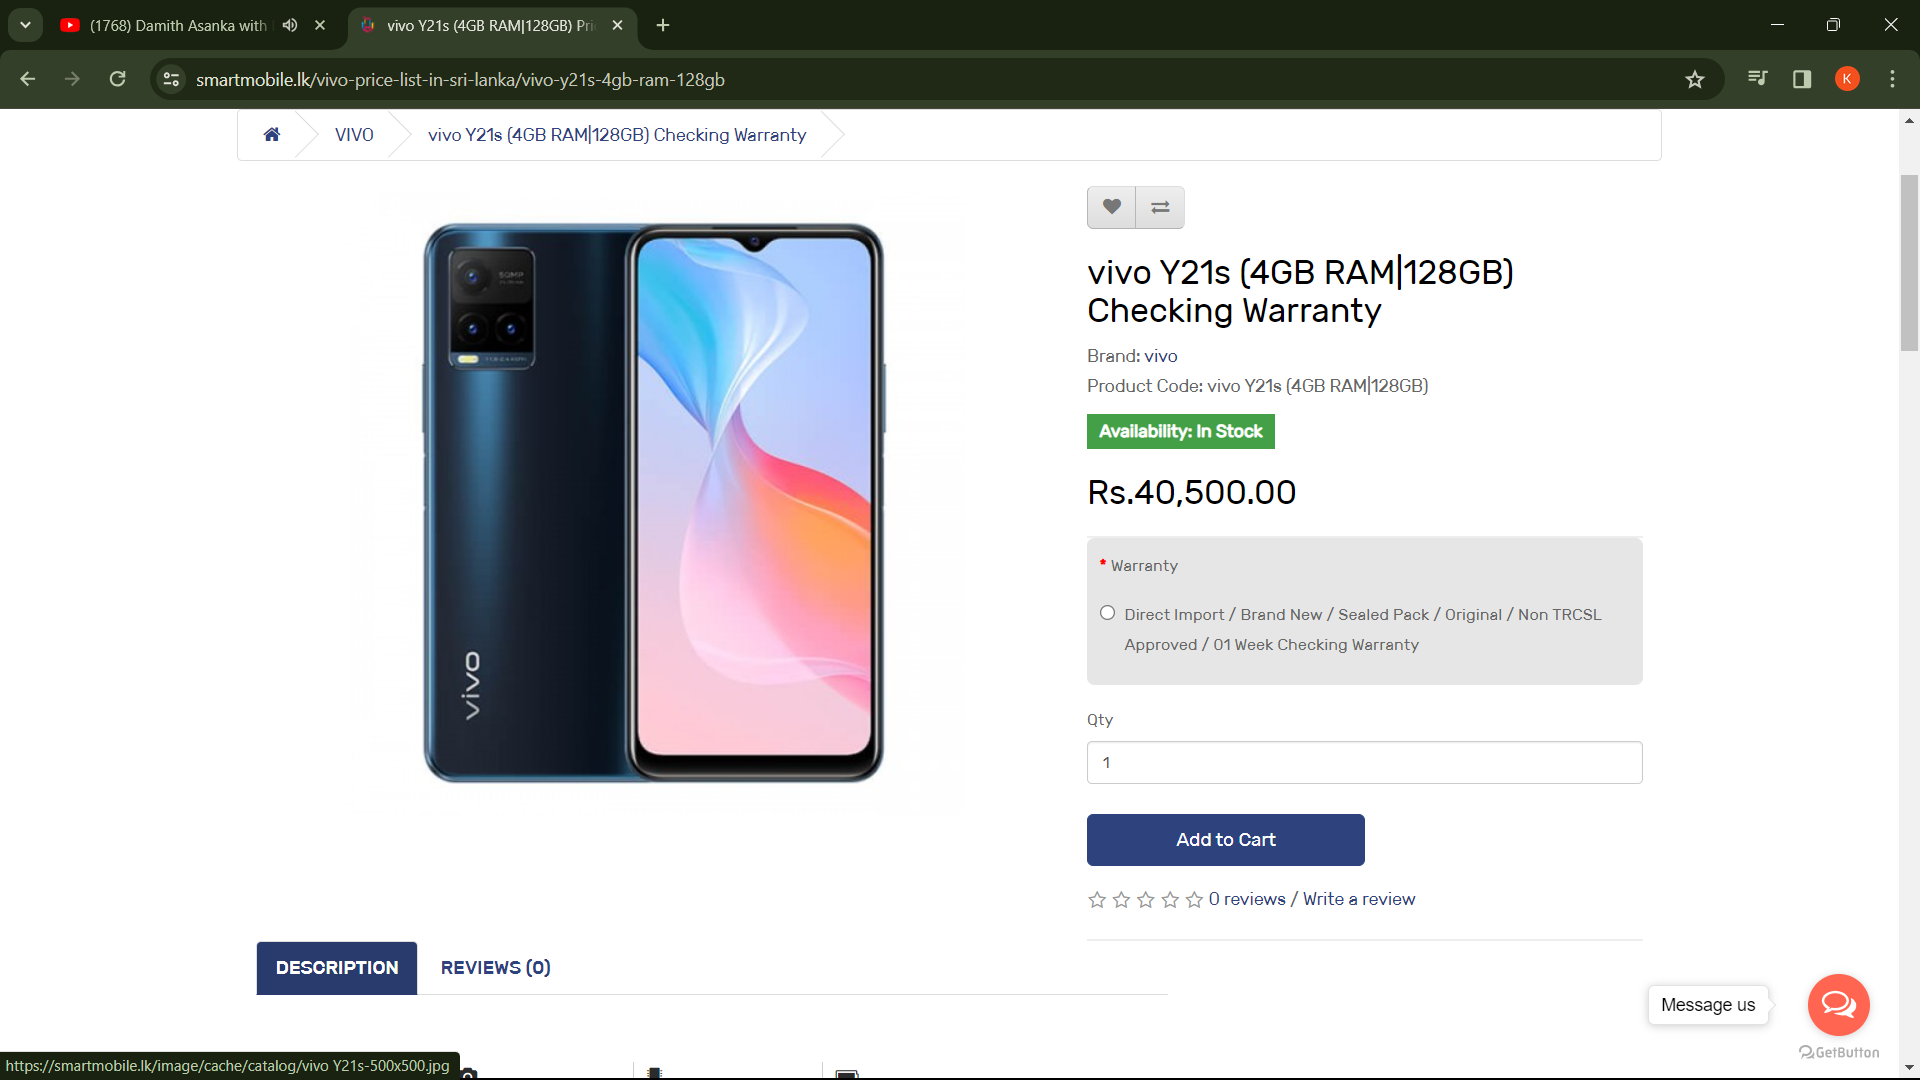 (1768) Damith Asanka with
vivo Y21s (4GB RAM|128GB) Pri
smartmobile.lk/vivo-price-list-in-sri-lanka/vivo-y21s-4gb-ram-128gb
K
VIVO
vivo Y21s (4GB RAM|128GB) Checking Warranty
50MP
vivo
vivo Y21s (4GB RAM|128GB)
Checking Warranty
Brand: vivo
Product Code: vivo Y21s (4GB RAM|128GB)
Availability: In Stock
Rs.40,500.00
* Warranty
Direct Import / Brand New / Sealed Pack / Original / Non TRCSL
Approved / 01 Week Checking Warranty
Qty
1
Add to Cart
0 reviews / Write a review
DESCRIPTION
REVIEWS (0)
Message us
GetButton
https://smartmobile.lk/image/cache/catalog/vivo Y21s-500x500.jpg